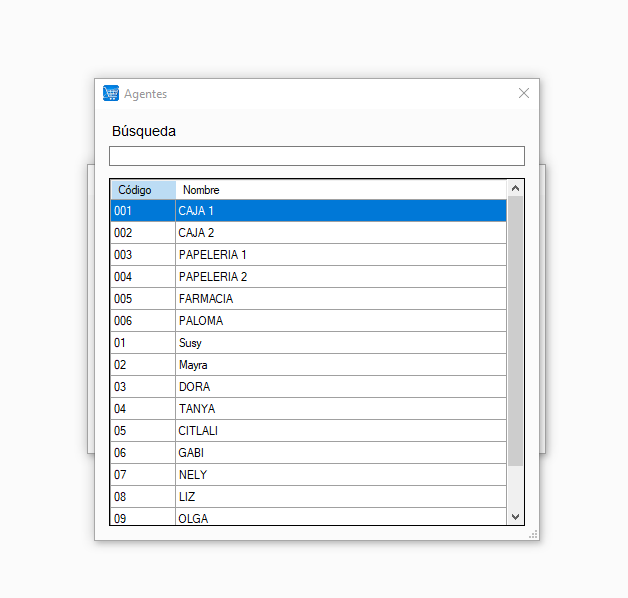 Agentes
Búsqueda
Código Nombre
001 CAJA 1
002 CAJA 2
003 PAPELERIA 1
004 PAPELERIA 2
005 FARMACIA
006 PALOMA
01 Susy
02 Mayra
03 DORA
04 TANYA
05 CITLALI
06 GABI
07 NELY
08 LIZ
09 OLGA